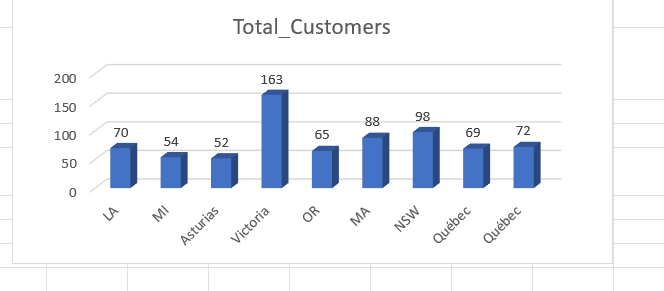 Total_Customers
200
150
100
50
0
70
54
52
163
65
88
98
69
72
LA
MI
Asturias
Victoria
OR
MA
NSW
Québec
Québec